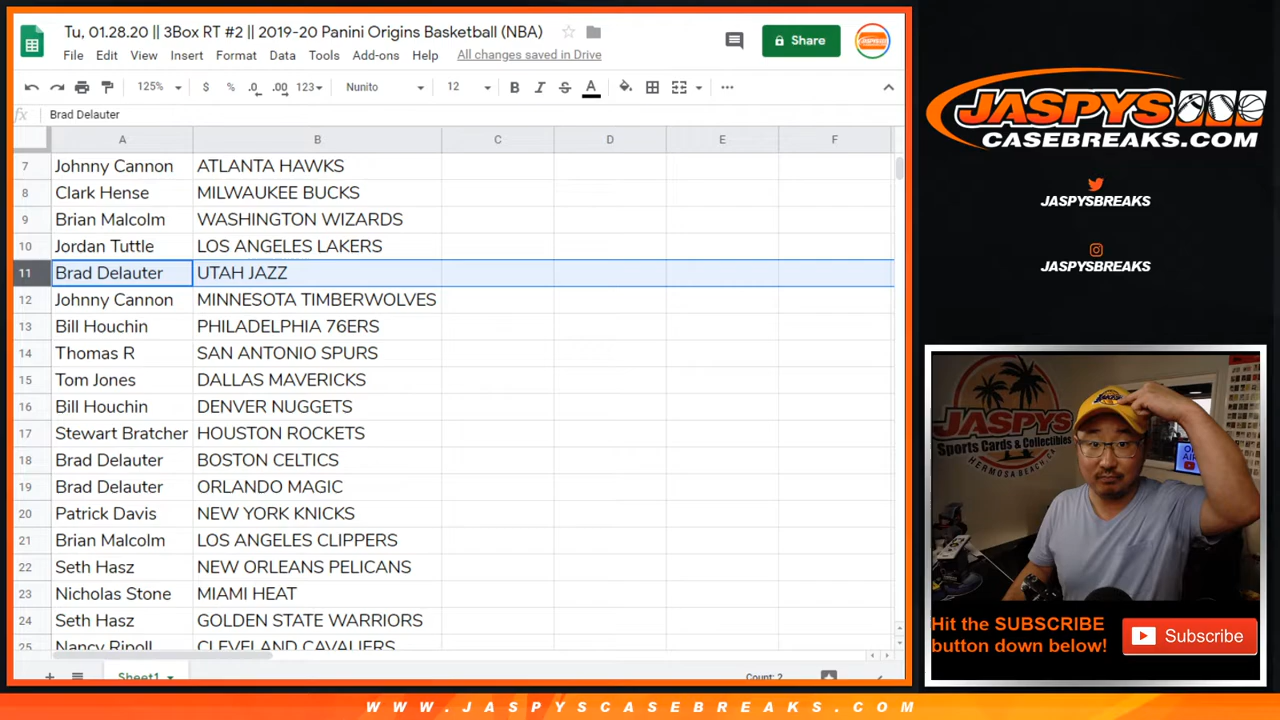 Tu, 01.28.20 || 3Box RT #2 || 2019-20 Panini Origins Basketball (NBA)
File Edit View Insert Format Data Tools Add-ons Help All changes saved in Drive
Share
125% $ % .0 .00 123 Nunito 12 B I S A
fx Brad Delauter
A B C D E F
7 Johnny Cannon ATLANTA HAWKS
8 Clark Hense MILWAUKEE BUCKS
9 Brian Malcolm WASHINGTON WIZARDS
10 Jordan Tuttle LOS ANGELES LAKERS
11 Brad Delauter UTAH JAZZ
12 Johnny Cannon MINNESOTA TIMBERWOLVES
13 Bill Houchin PHILADELPHIA 76ERS
14 Thomas R SAN ANTONIO SPURS
15 Tom Jones DALLAS MAVERICKS
16 Bill Houchin DENVER NUGGETS
17 Stewart Bratcher HOUSTON ROCKETS
18 Brad Delauter BOSTON CELTICS
19 Brad Delauter ORLANDO MAGIC
20 Patrick Davis NEW YORK KNICKS
21 Brian Malcolm LOS ANGELES CLIPPERS
22 Seth Hasz NEW ORLEANS PELICANS
23 Nicholas Stone MIAMI HEAT
24 Seth Hasz GOLDEN STATE WARRIORS
25 Nancy Ripoll CLEVELAND CAVALIERS
Sheet1
Count: 2
JASPYS
CASEBREAKS.COM
JASPYSBREAKS
JASPYSBREAKS
JASPYS
Sports Cards & Collectibles
HERMOSA BEACH, CA
Hit the SUBSCRIBE
button down below!
Subscribe
WWW.JASPYSCASEBREAKS.COM